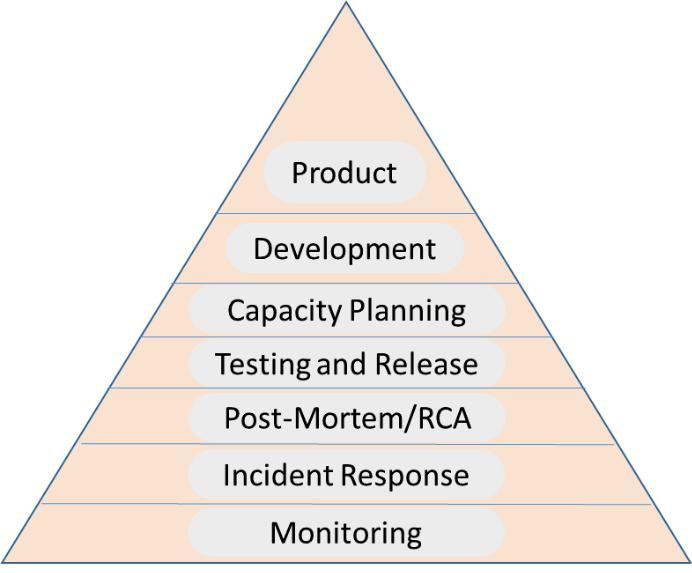 Product
Development
Capacity Planning
Testing and Release
Post-Mortem/RCA
Incident Response
Monitoring